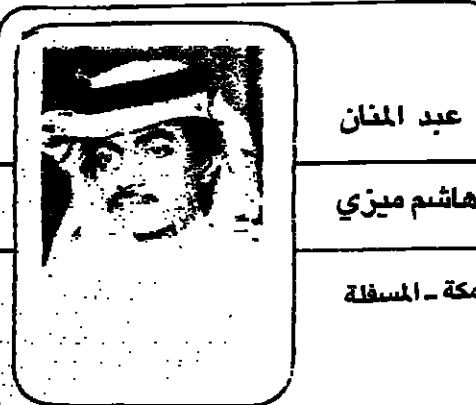 عبد المنان
هاشم ميزي
مكة - المسفلة